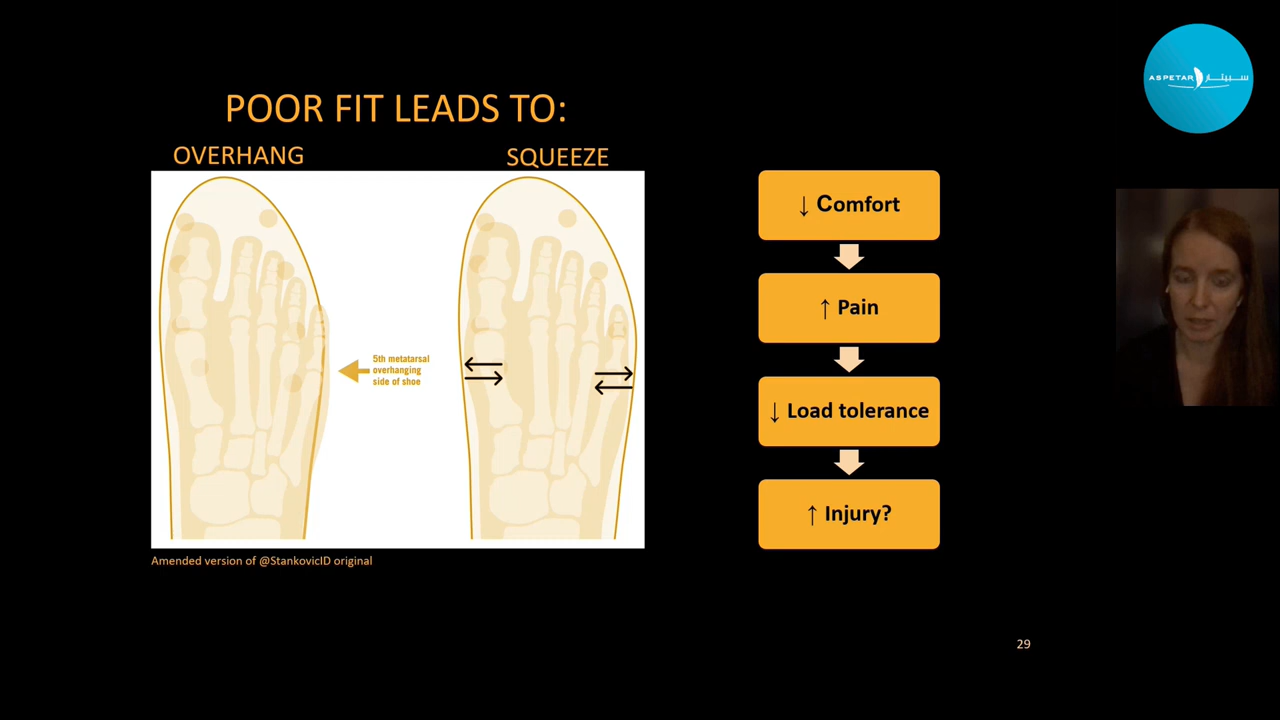 ASPETAR سبيتار
POOR FIT LEADS TO:
OVERHANG
SQUEEZE
5th metatarsal
overhanging
side of shoe
↓ Comfort
↑ Pain
↓ Load tolerance
↑ Injury?
Amended version of @StankovicID original
29